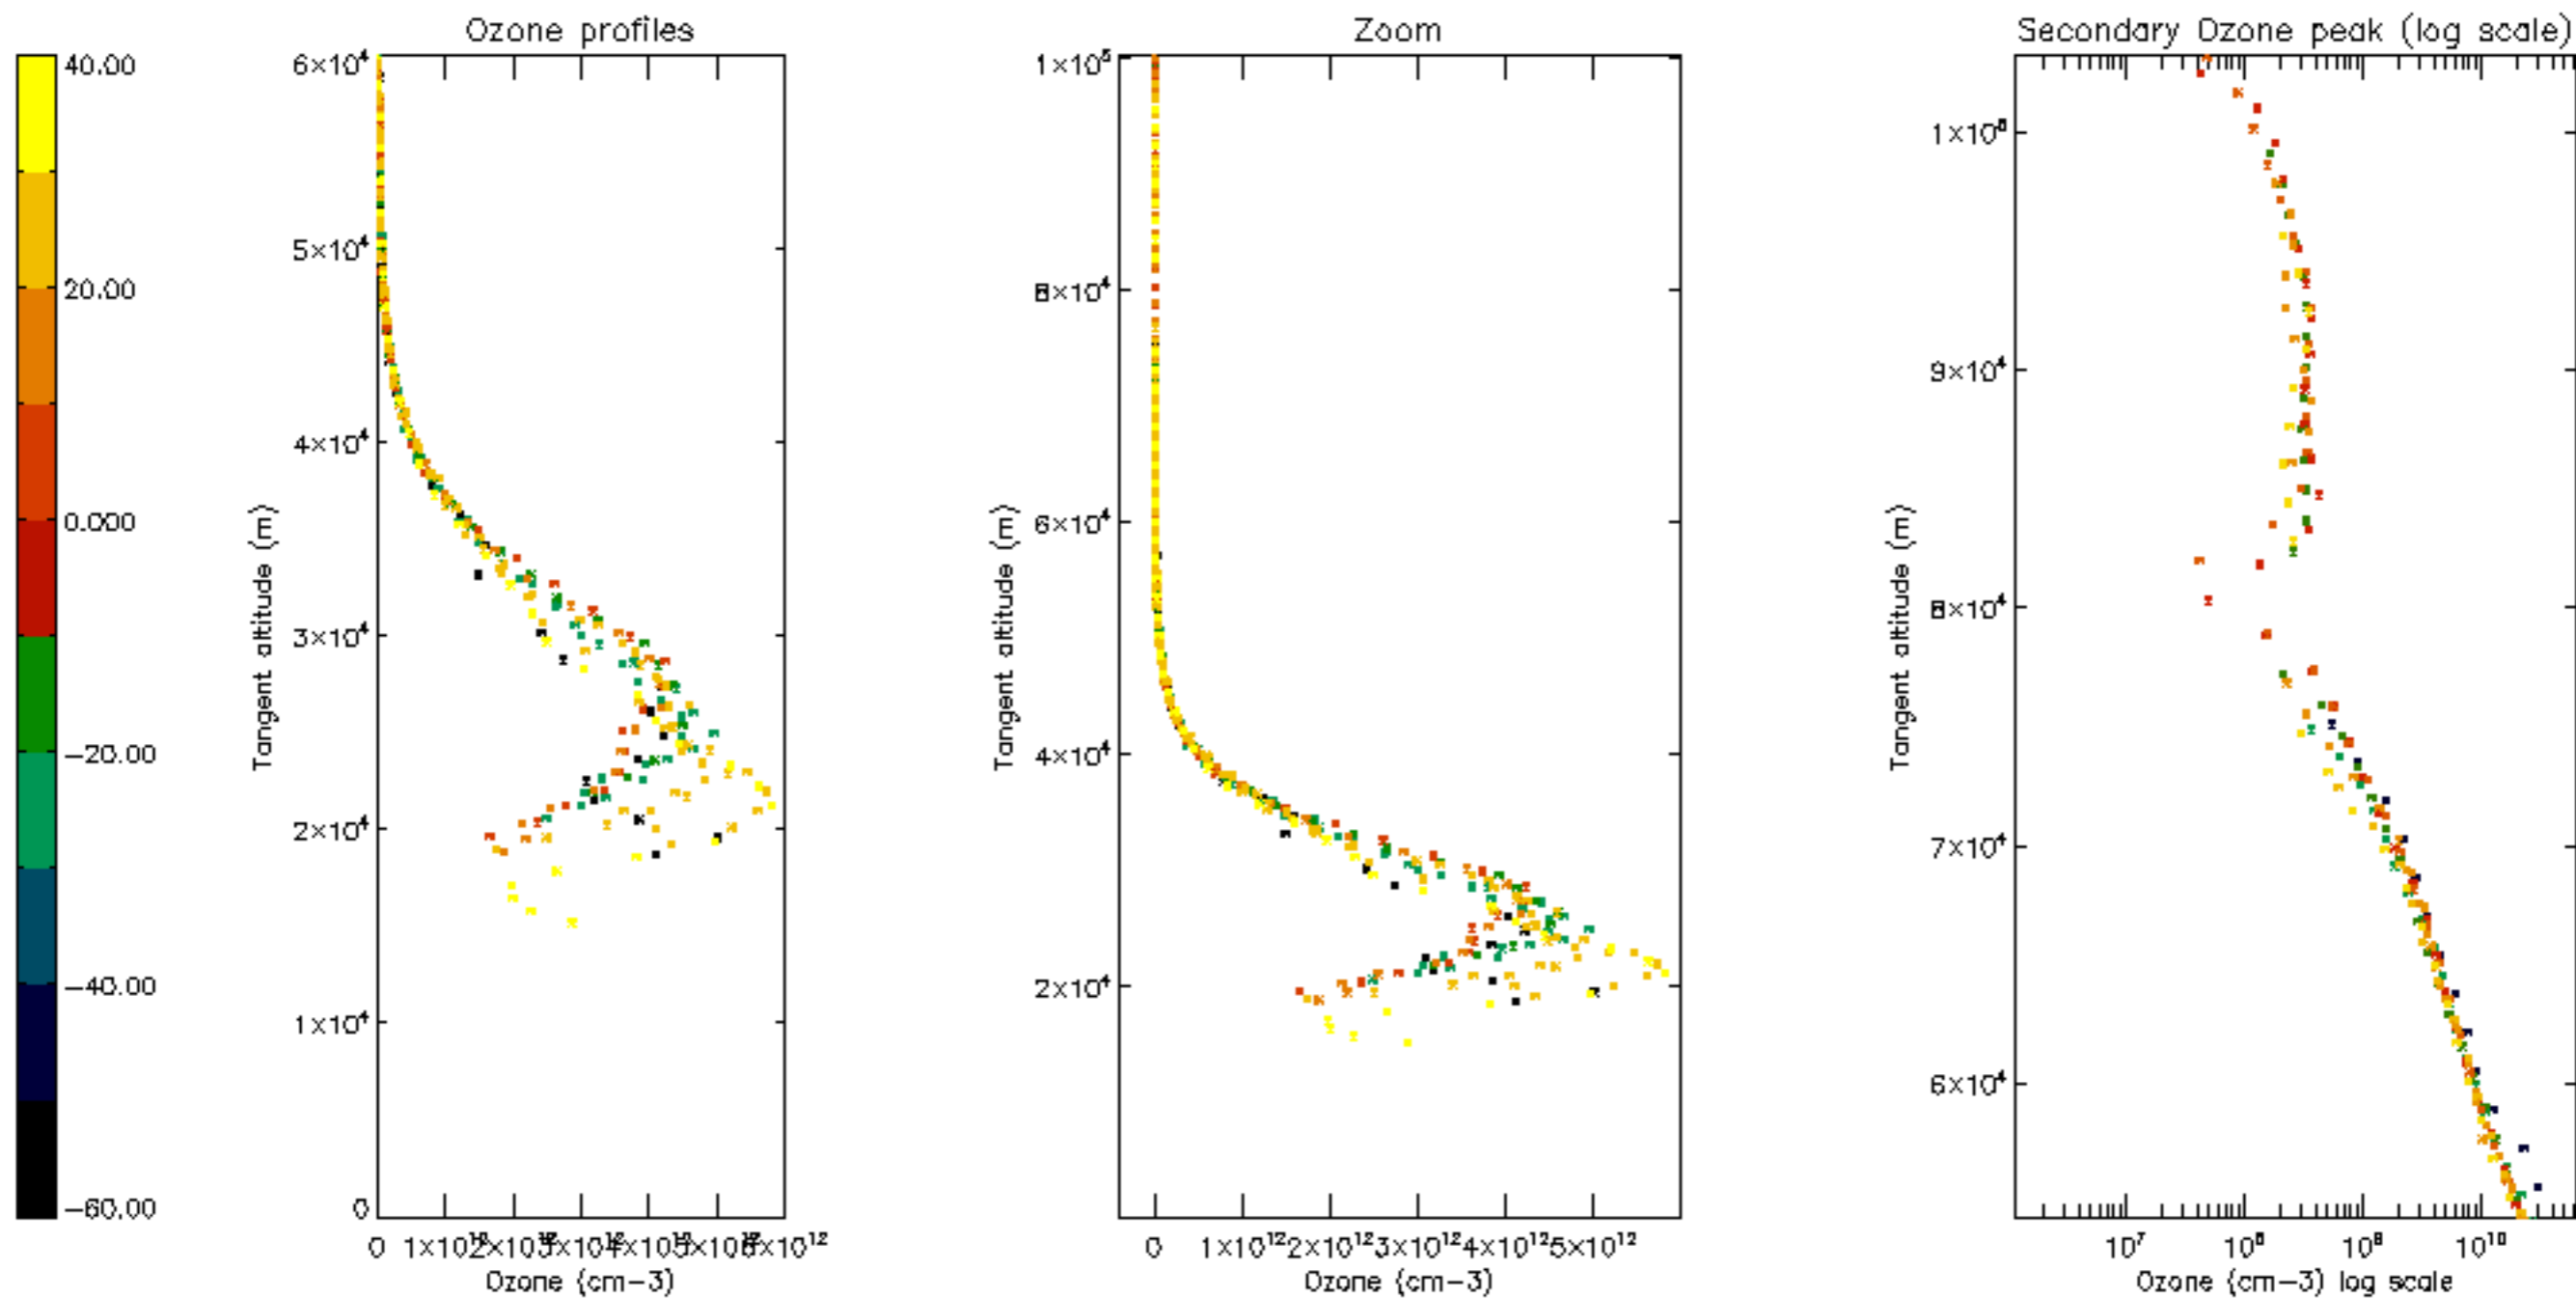 Ozone profiles
Zoom
Secondary Ozone peak (log scale)
40.00
20.00
0.000
-20.00
-40.00
-60.00
6×10⁴
5×10⁴
4×10⁴
3×10⁴
2×10⁴
1×10⁴
0
Tangent altitude (m)
0
Ozone (cm-3)
1×10⁵
8×10⁴
6×10⁴
4×10⁴
2×10⁴
Tangent altitude (m)
0 1×10¹² 2×10¹² 3×10¹² 4×10¹² 5×10¹²
Ozone (cm-3)
9×10⁴
8×10⁴
7×10⁴
6×10⁴
Tangent altitude (m)
10⁷ 10⁸ 10⁹ 10¹⁰
Ozone (cm-3) log scale